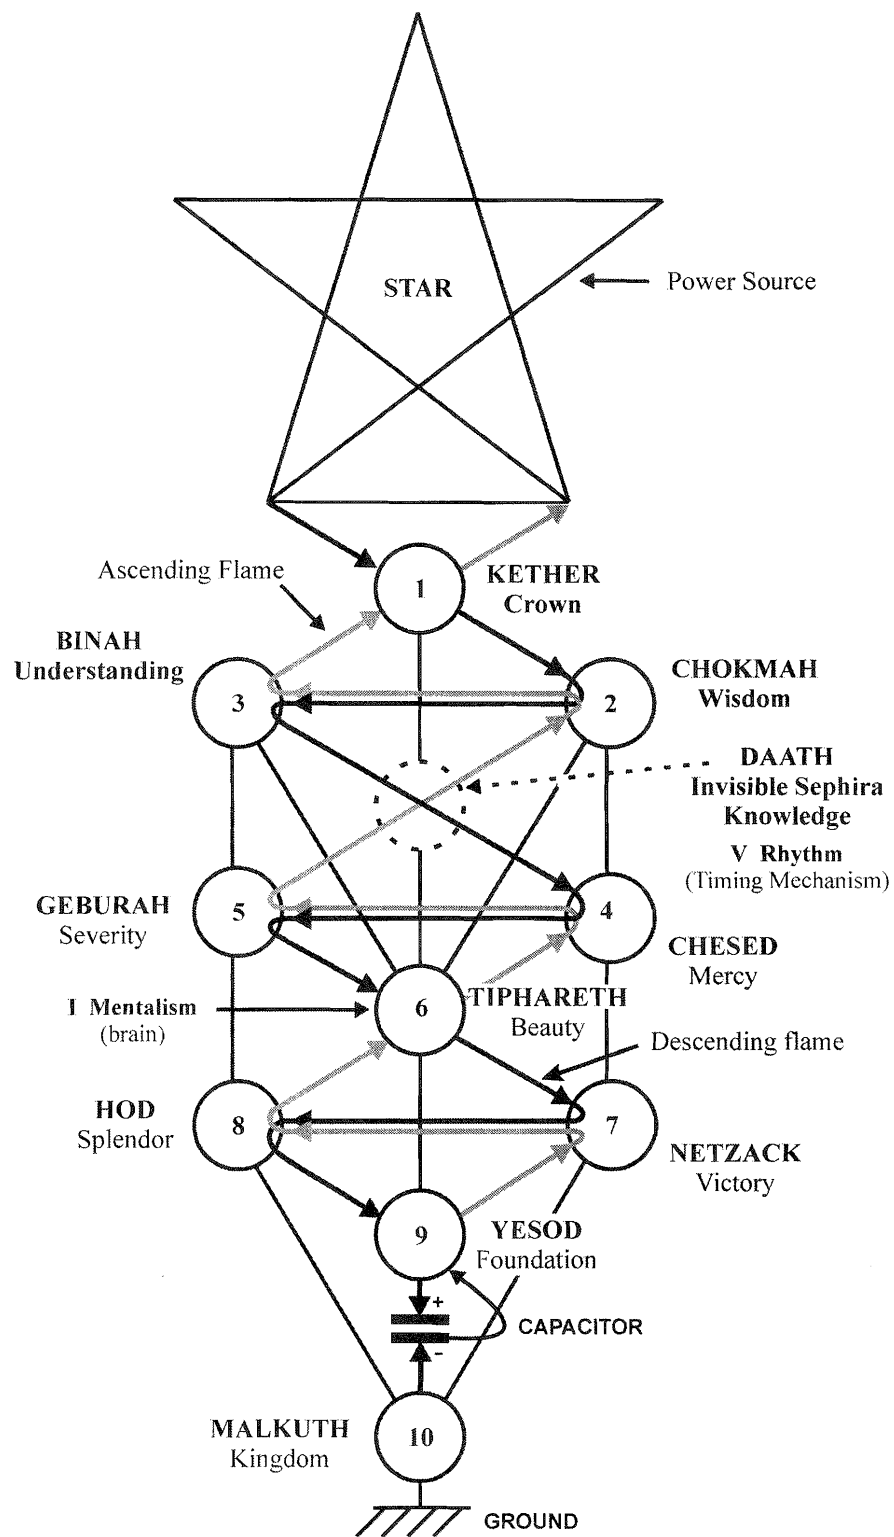 STAR
Power Source
Ascending Flame
1
KETHER
Crown
BINAH
Understanding
3
2
CHOKMAH
Wisdom
DAATH
Invisible Sephira
Knowledge
V Rhythm
(Timing Mechanism)
GEBURAH
Severity
5
4
CHESED
Mercy
I Mentalism
(brain)
6
TIPHARETH
Beauty
Descending flame
HOD
Splendor
8
7
NETZACK
Victory
9
YESOD
Foundation
+
CAPACITOR
-
MALKUTH
Kingdom
10
GROUND